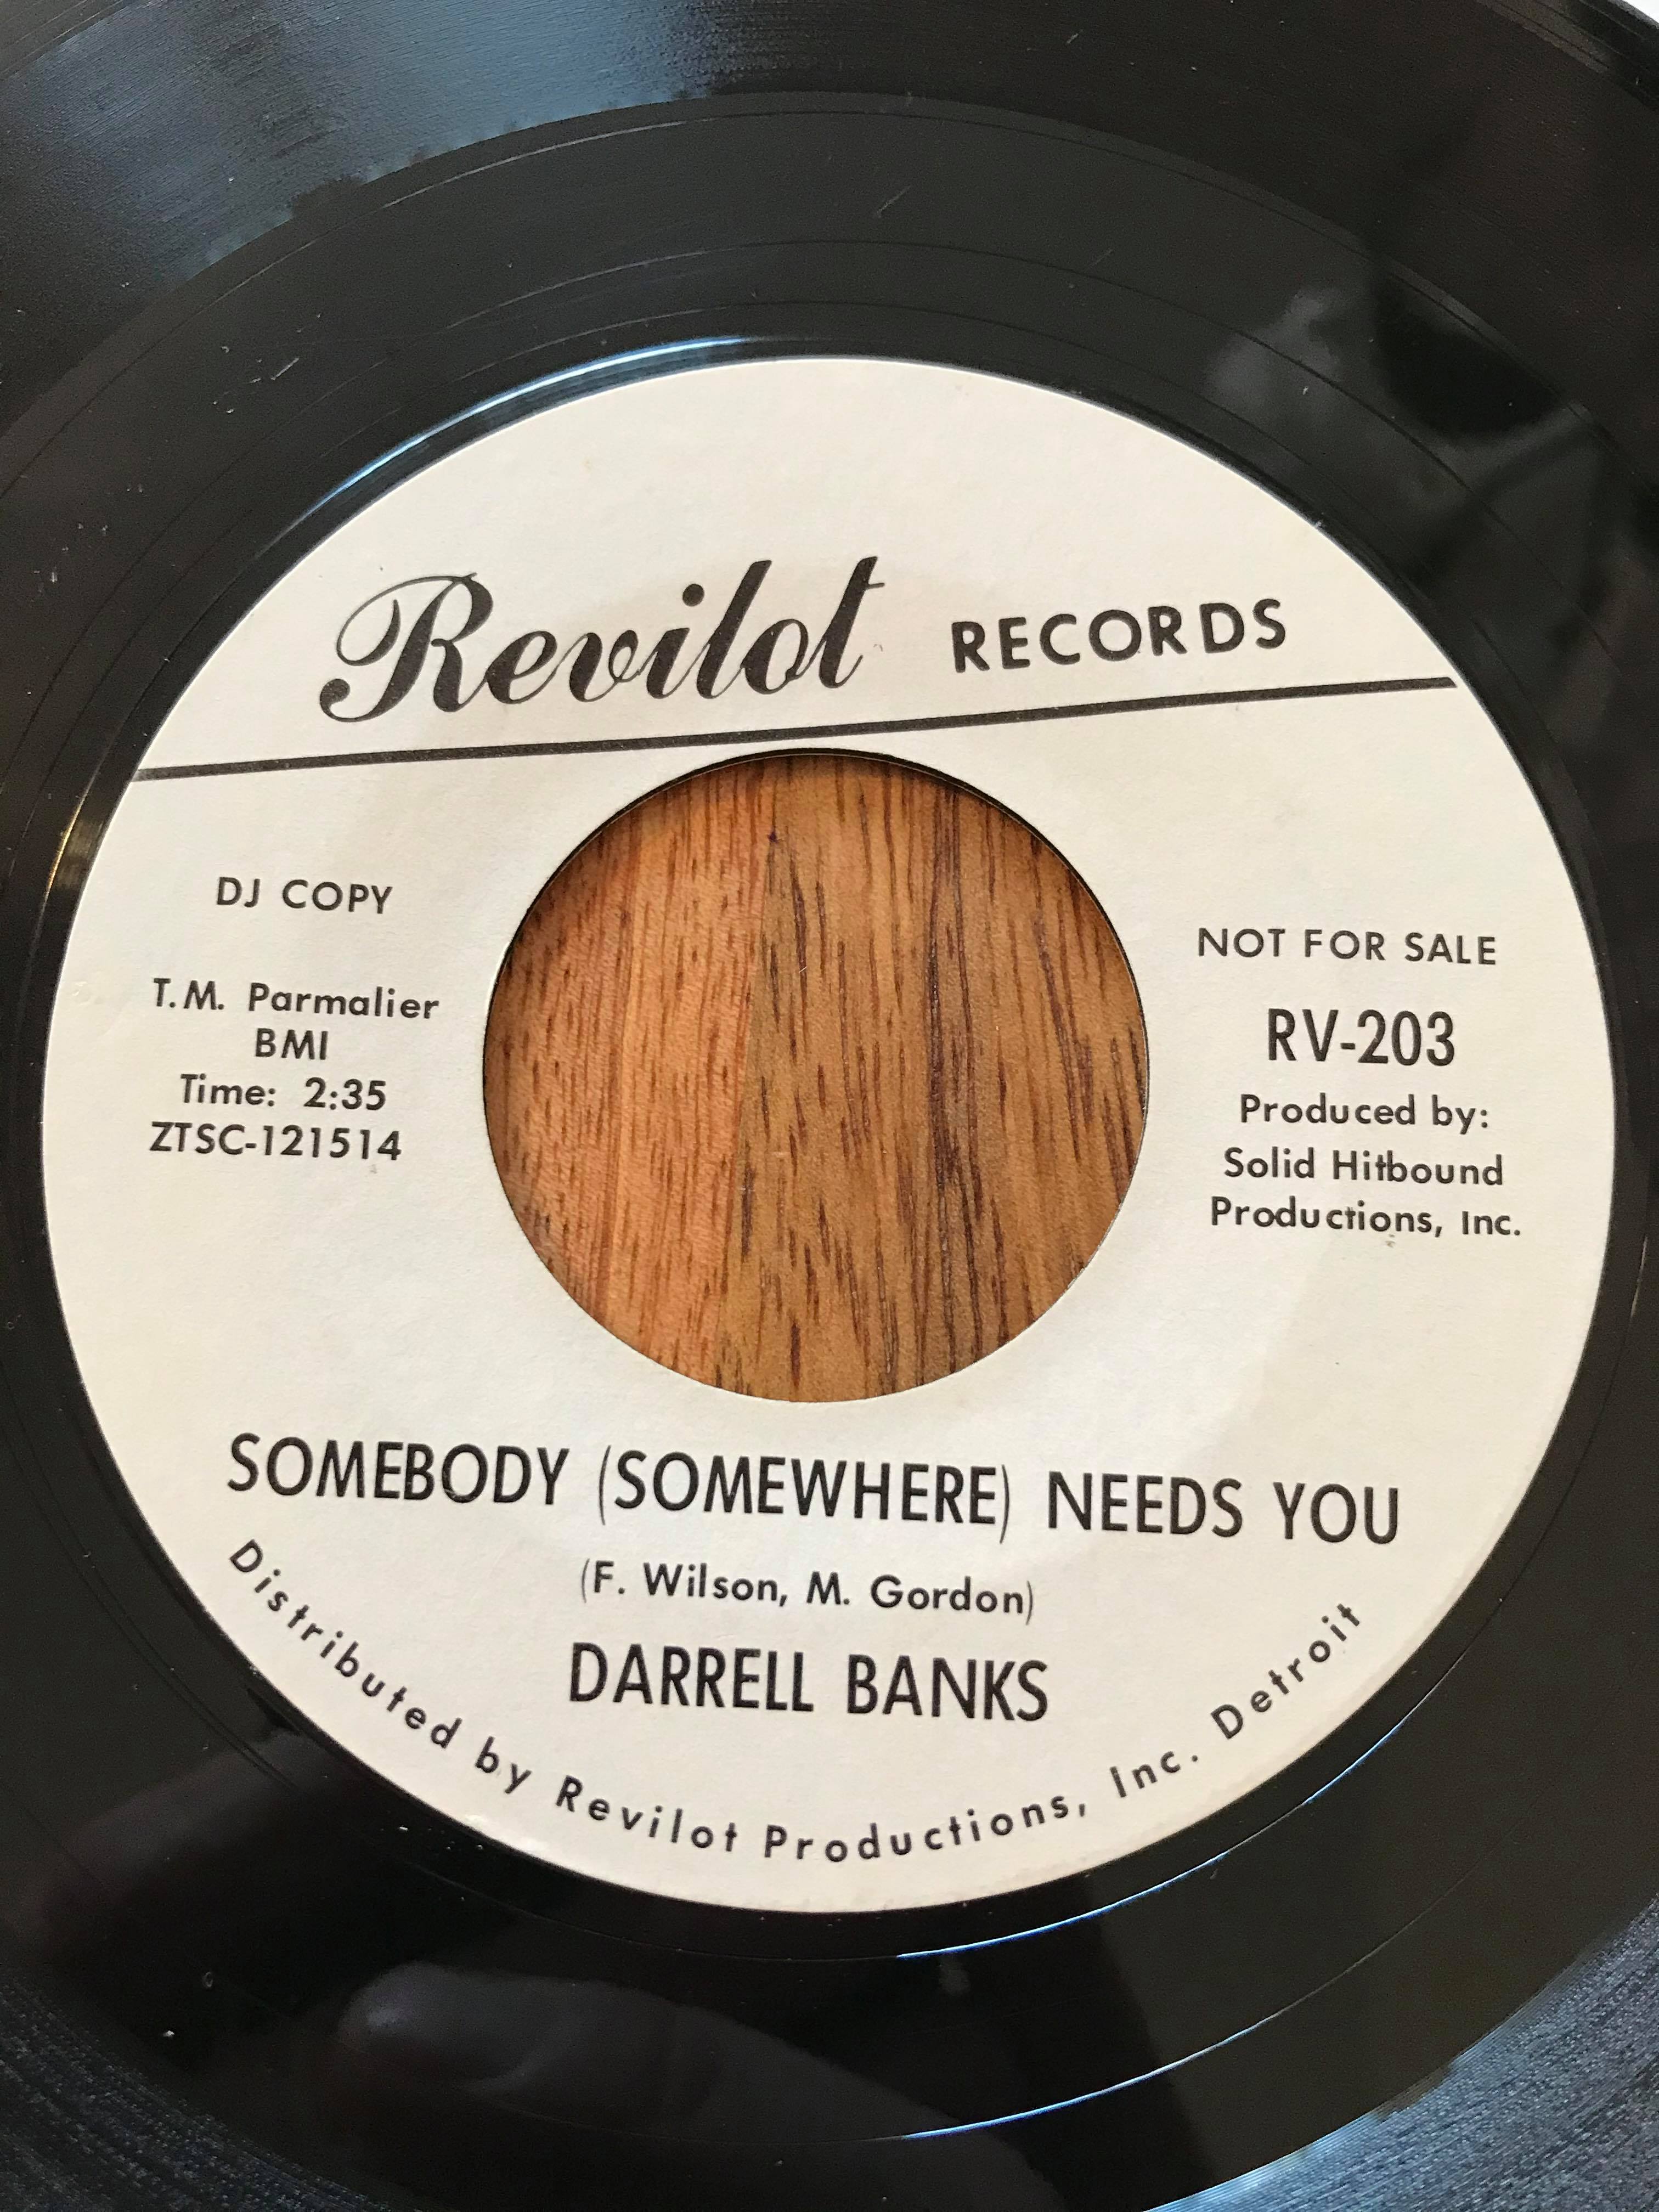 Revilot RECORDS
DJ COPY
T.M. Parmalier
BMI
Time: 2:35
ZTSC-121514
NOT FOR SALE
RV-203
Produced by:
Solid Hitbound
Productions, Inc.
SOMEBODY (SOMEWHERE) NEEDS YOU
(F. Wilson, M. Gordon)
DARRELL BANKS
Distributed by Revilot Productions, Inc. Detroit